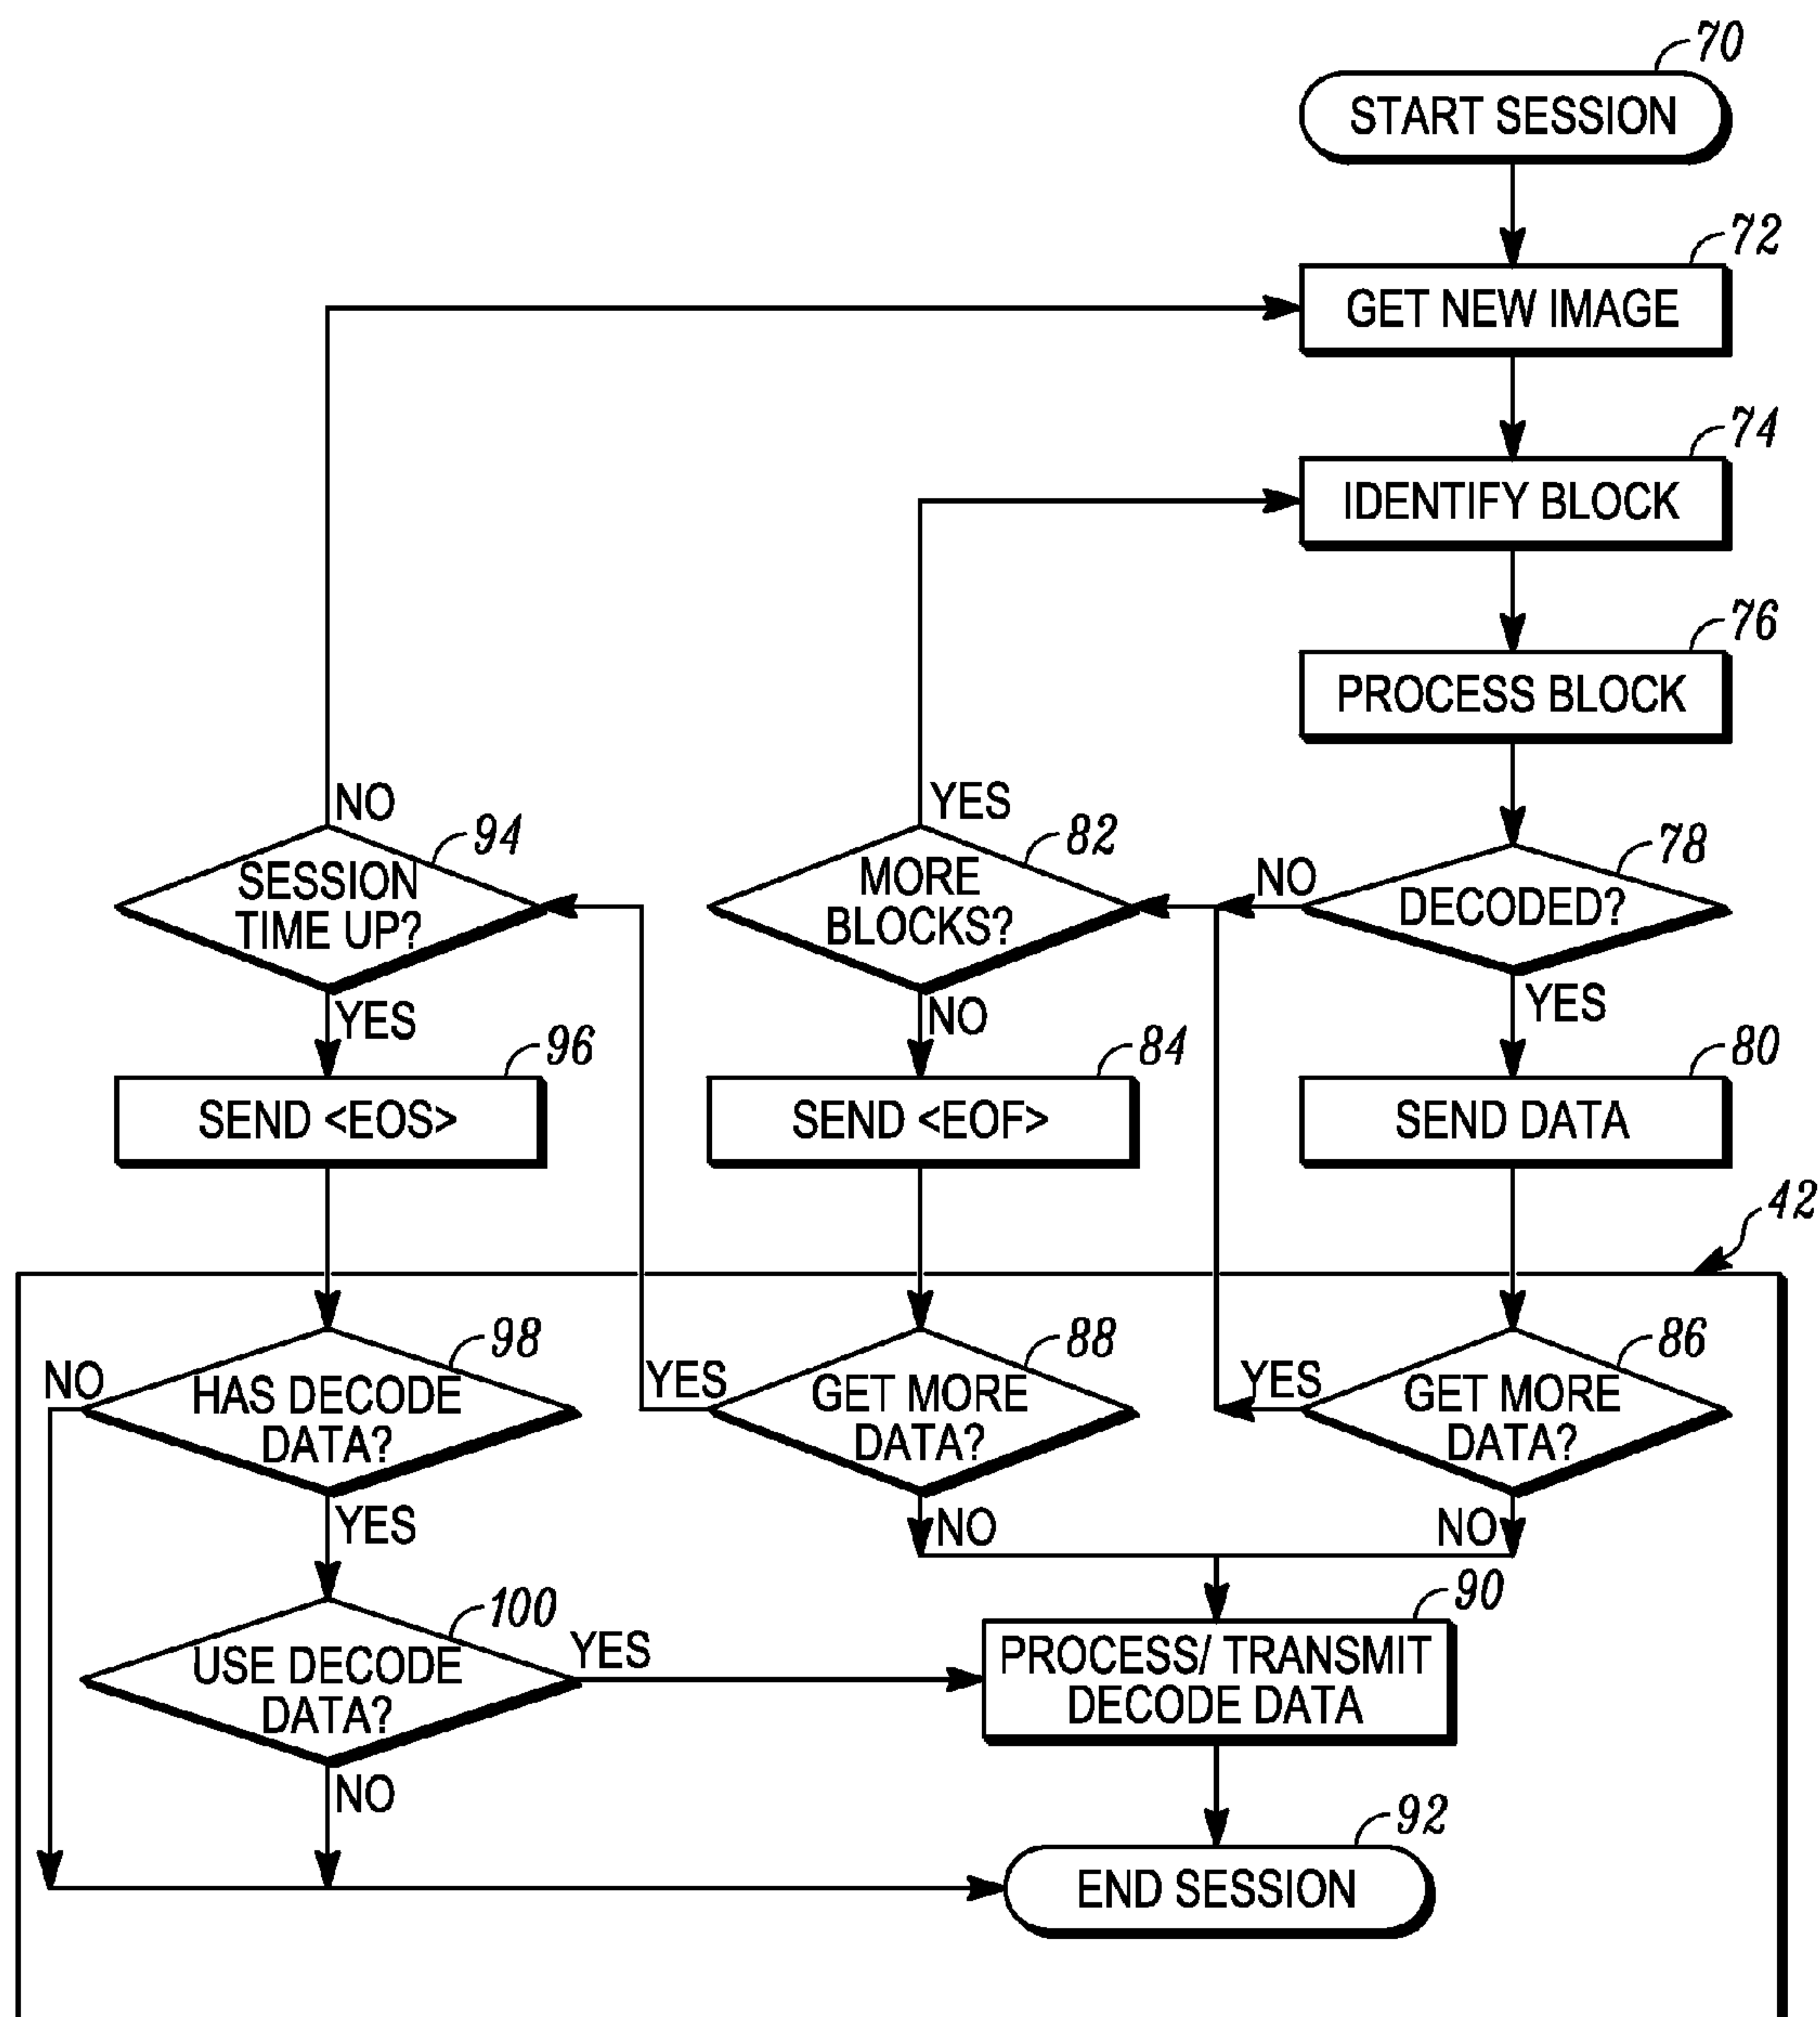 70
START SESSION
72
GET NEW IMAGE
74
IDENTIFY BLOCK
76
PROCESS BLOCK
NO
94
SESSION
TIME UP?
YES
YES
82
MORE
BLOCKS?
NO
NO
78
DECODED?
YES
96
SEND <EOS>
84
SEND <EOF>
80
SEND DATA
42
98
NO
HAS DECODE
DATA?
YES
88
YES
GET MORE
DATA?
NO
86
YES
GET MORE
DATA?
NO
100
USE DECODE
DATA?
YES
NO
90
PROCESS/ TRANSMIT
DECODE DATA
92
END SESSION